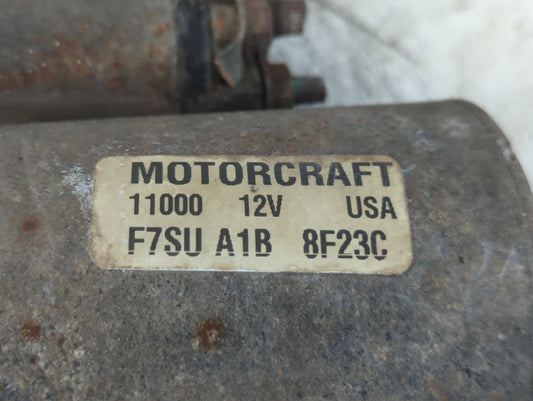 MOTORCRAFT
11000 12V USA
F7SU A1B 8F23C